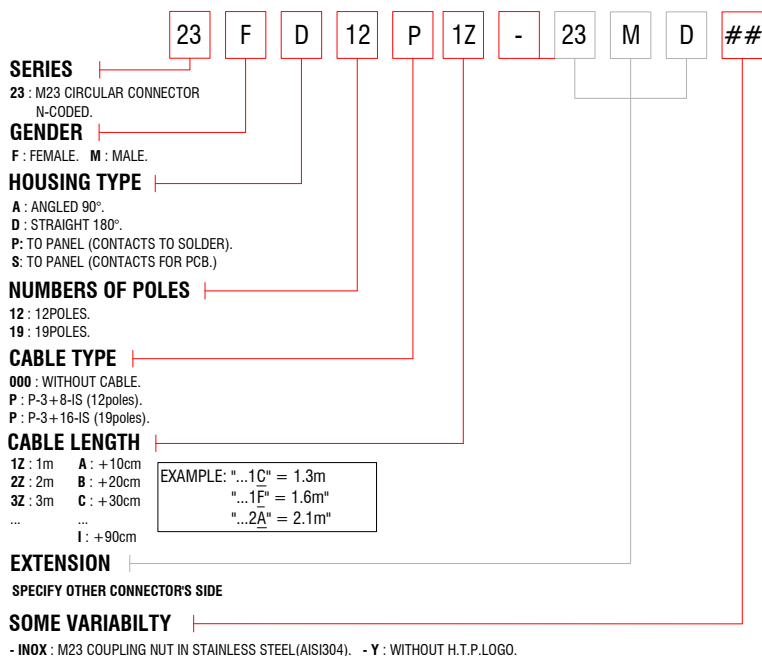 23 F D 12 P 1Z - 23 M D ##
SERIES
23 : M23 CIRCULAR CONNECTOR
N-CODED.
GENDER
F : FEMALE. M : MALE.
HOUSING TYPE
A : ANGLED 90°.
D : STRAIGHT 180°.
P: TO PANEL (CONTACTS TO SOLDER).
S: TO PANEL (CONTACTS FOR PCB.)
NUMBERS OF POLES
12 : 12POLES.
19 : 19POLES.
CABLE TYPE
000 : WITHOUT CABLE.
P : P-3+8-IS (12poles).
P : P-3+16-IS (19poles).
CABLE LENGTH
1Z : 1m A : +10cm
2Z : 2m B : +20cm
3Z : 3m C : +30cm
... ...
I : +90cm
EXAMPLE: "...1C" = 1.3m
"...1F" = 1.6m"
"...2A" = 2.1m"
EXTENSION
SPECIFY OTHER CONNECTOR'S SIDE
SOME VARIABILTY
- INOX : M23 COUPLING NUT IN STAINLESS STEEL(AISI304). - Y : WITHOUT H.T.P.LOGO.